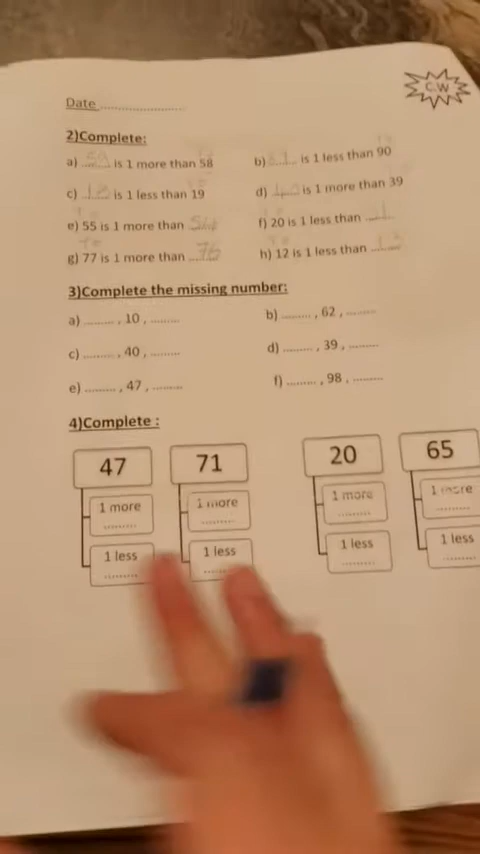 C.W
Date ....................
2)Complete:
a) ........ is 1 more than 58 b) ........ is 1 less than 90
c) ........ is 1 less than 19 d) ........ is 1 more than 39
e) 55 is 1 more than ........ f) 20 is 1 less than ........
g) 77 is 1 more than 76 h) 12 is 1 less than ........
3)Complete the missing number:
a) ........ , 10 , ........ b) ........ , 62 , ........
c) ........ , 40 , ........ d) ........ , 39 , ........
e) ........ , 47 , ........ f) ........ , 98 , ........
4)Complete :
47 71 20 65
1 more 1 more 1 more 1 more
......... ......... ......... .........
1 less 1 less 1 less 1 less
......... ......... ......... .........